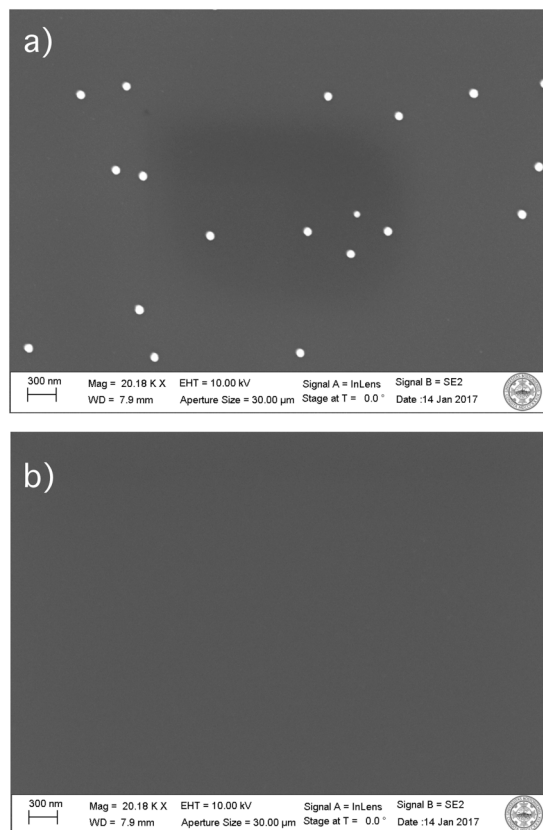 a)
300 nm Mag = 20.18 K X EHT = 10.00 kV Signal A = InLens Signal B = SE2
WD = 7.9 mm Aperture Size = 30.00 µm Stage at T = 0.0 ° Date :14 Jan 2017
b)
300 nm Mag = 20.18 K X EHT = 10.00 kV Signal A = InLens Signal B = SE2
WD = 7.9 mm Aperture Size = 30.00 µm Stage at T = 0.0 ° Date :14 Jan 2017